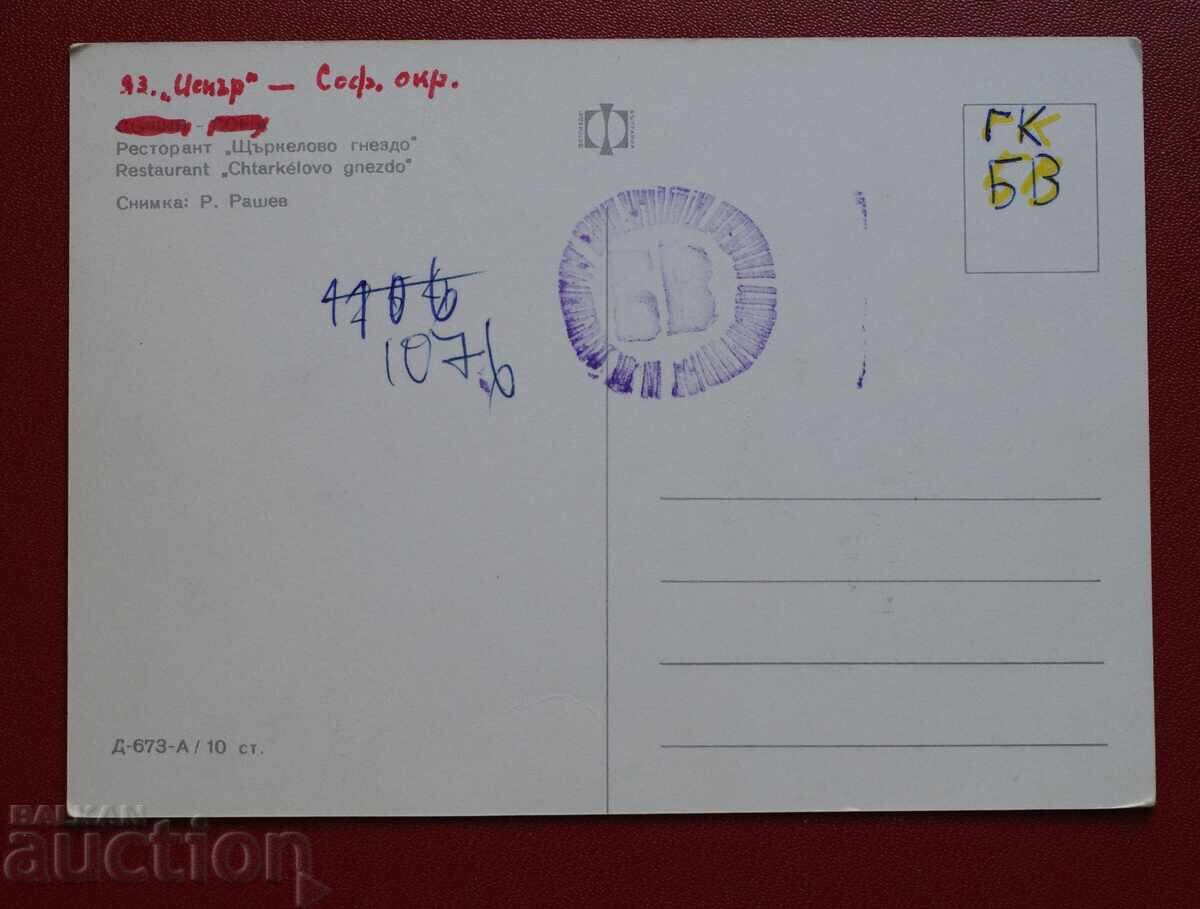 яз. „Искър" — Соф. окр.
Ресторант „Щъркелово гнездо"
Restaurant „Chtarkélovo gnezdo"
Снимка: Р. Рашев
ГК
БВ
БВ
1076
Д-673-А / 10 ст.
BALKAN
auction